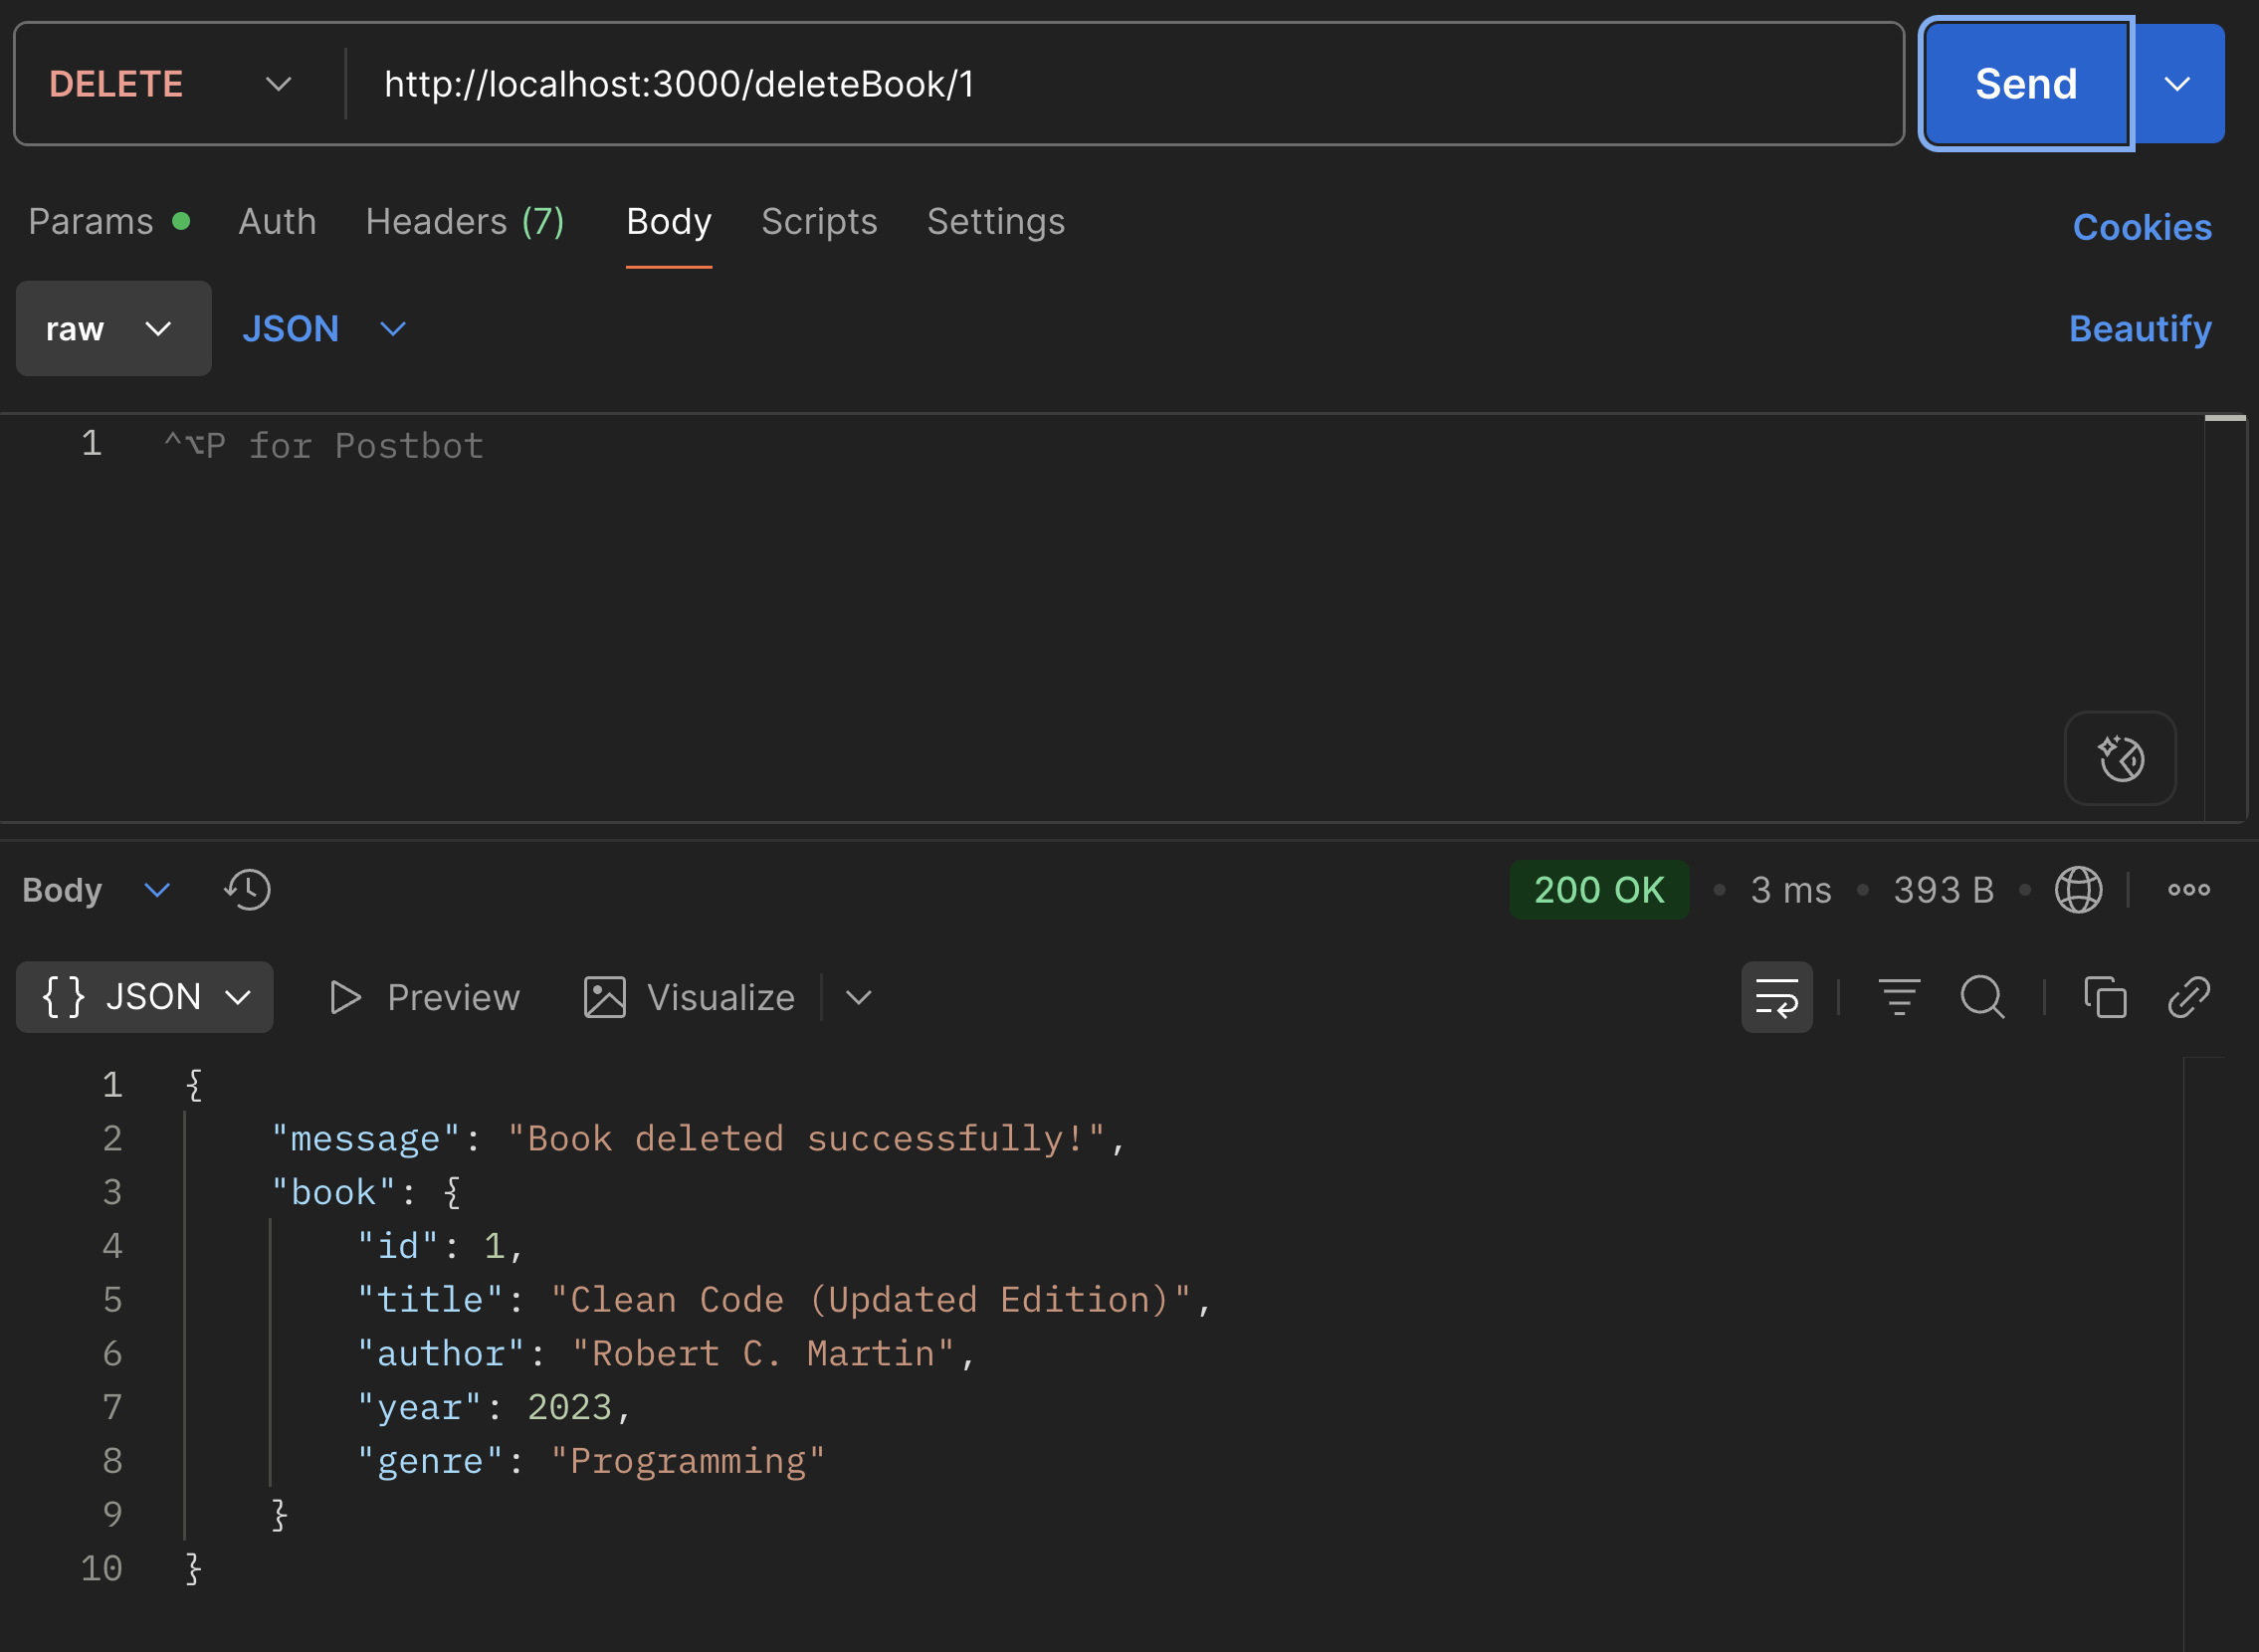 DELETE http://localhost:3000/deleteBook/1 Send
Params Auth Headers (7) Body Scripts Settings Cookies
raw JSON Beautify
1 ^⌥P for Postbot
Body 200 OK • 3 ms • 393 B •
{} JSON Preview Visualize
1 {
2 "message": "Book deleted successfully!",
3 "book": {
4 "id": 1,
5 "title": "Clean Code (Updated Edition)",
6 "author": "Robert C. Martin",
7 "year": 2023,
8 "genre": "Programming"
9 }
10 }